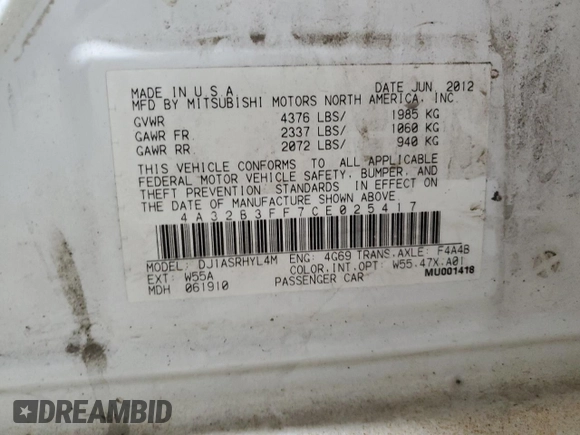 MADE IN U.S.A DATE JUN 2012
MFD BY MITSUBISHI MOTORS NORTH AMERICA, INC
GVWR 4376 LBS/ 1985 KG
GAWR FR 2337 LBS/ 1060 KG
GAWR RR 2072 LBS/ 940 KG
THIS VEHICLE CONFORMS TO ALL APPLICABLE
FEDERAL MOTOR VEHICLE SAFETY, BUMPER, AND
THEFT PREVENTION STANDARDS IN EFFECT ON
THE DATE OF MANUFACTURE SHOWN ABOVE
4A32B3FF7CE025417
MODEL: DJ1ASRHYL4M ENG: 4G69 TRANS.AXLE: F4A4B
EXT: W55A COLOR.INT.OPT: W55.47X.A01
MDH 061910 PASSENGER CAR MU001416
DREAMBID